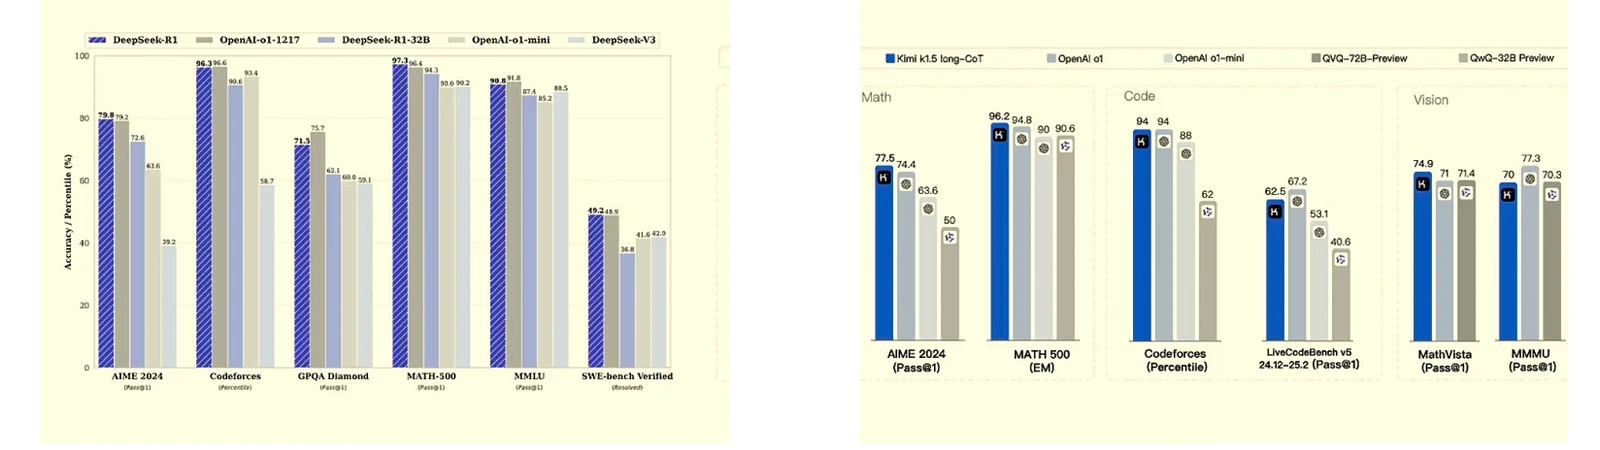 DeepSeek-R1 OpenAI-o1-1217 DeepSeek-R1-32B OpenAI-o1-mini DeepSeek-V3
Accuracy / Percentile (%)
100
80
60
40
20
0
79.8 79.2 72.6 63.6 39.2
96.3 96.6 90.6 93.4 58.7
71.5 75.7 62.1 60.0 59.1
97.3 96.4 94.3 90.0 90.2
90.8 91.8 87.4 85.2 88.5
49.2 48.9 36.8 41.6 42.0
AIME 2024 Codeforces GPQA Diamond MATH-500 MMLU SWE-bench Verified
(Pass@1) (Percentile) (Pass@1) (Pass@1) (Pass@1) (Resolved)
Kimi k1.5 long-CoT OpenAI o1 OpenAI o1-mini QVQ-72B-Preview QwQ-32B Preview
Math
77.5 74.4 63.6 50
96.2 94.8 90 90.6
AIME 2024 MATH 500
(Pass@1) (EM)
Code
94 94 88 62
62.5 67.2 53.1 40.6
Codeforces LiveCodeBench v5
(Percentile) 24.12-25.2 (Pass@1)
Vision
74.9 71 71.4
70 77.3 70.3
MathVista MMMU
(Pass@1) (Pass@1)